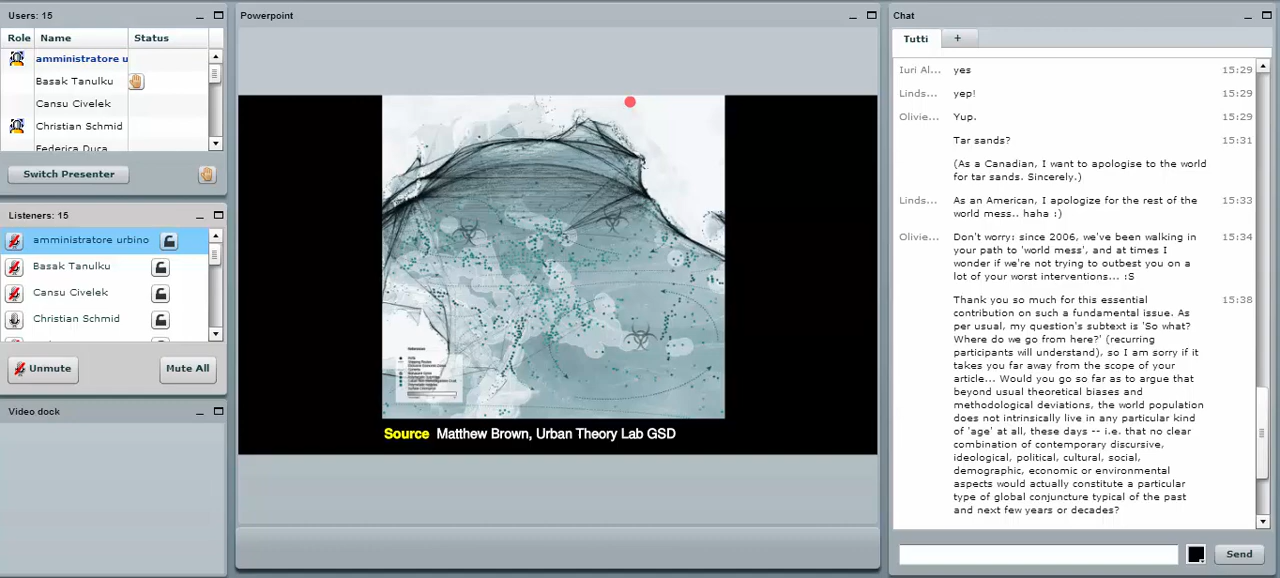 Users: 15
Role Name Status
amministratore u
Basak Tanulku
Cansu Civelek
Christian Schmid
Federica Duca
Switch Presenter
Listeners: 15
amministratore urbino
Basak Tanulku
Cansu Civelek
Christian Schmid
Unmute Mute All
Video dock
Powerpoint
Source Matthew Brown, Urban Theory Lab GSD
Chat
Tutti +
Iuri Al... yes 15:29
Linds... yep! 15:29
Olivie... Yup. 15:29
Tar sands? 15:31
(As a Canadian, I want to apologise to the world
for tar sands. Sincerely.)
Linds... As an American, I apologize for the rest of the 15:33
world mess.. haha :)
Olivie... Don't worry: since 2006, we've been walking in 15:34
your path to 'world mess', and at times I
wonder if we're not trying to outbest you on a
lot of your worst interventions... :S
Thank you so much for this essential 15:38
contribution on such a fundamental issue. As
per usual, my question's subtext is 'So what?
Where do we go from here?' (recurring
participants will understand), so I am sorry if it
takes you far away from the scope of your
article... Would you go so far as to argue that
beyond usual theoretical biases and
methodological deviations, the world population
does not intrinsically live in any particular kind
of 'age' at all, these days -- i.e. that no clear
combination of contemporary discursive,
ideological, political, cultural, social,
demographic, economic or environmental
aspects would actually constitute a particular
type of global conjuncture typical of the past
and next few years or decades?
Send